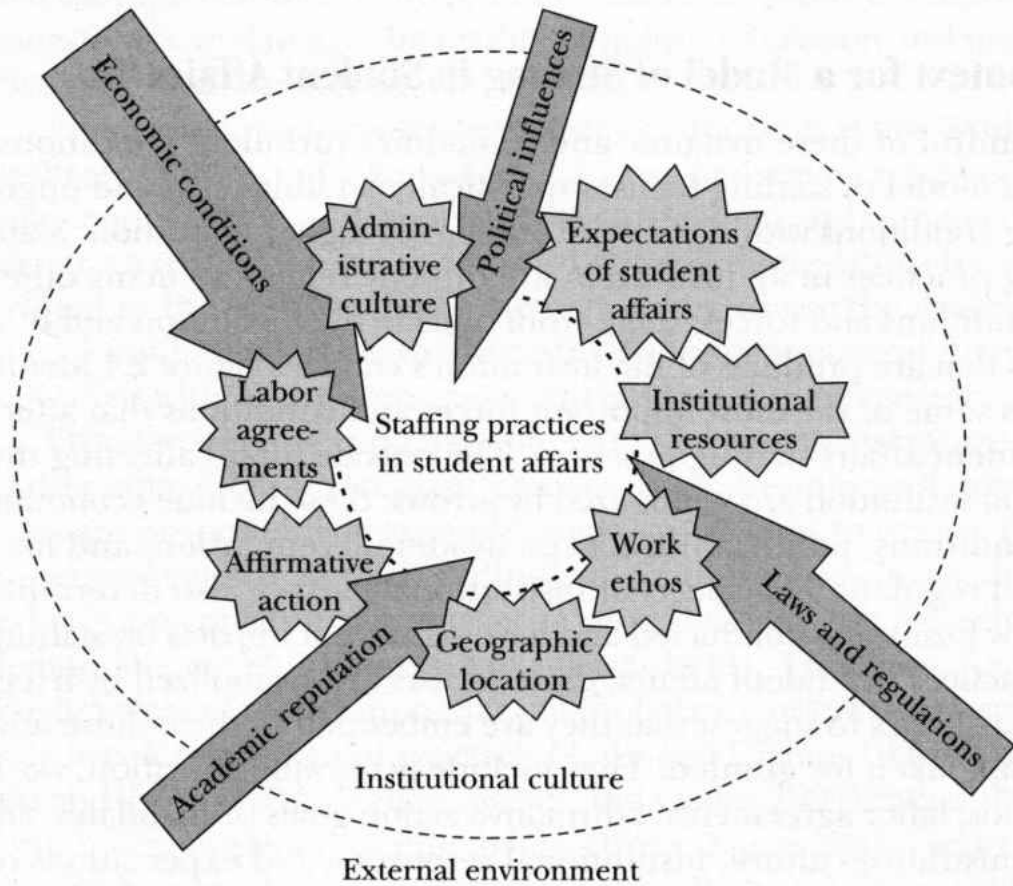 Economic conditions
Political influences
Admin-
istrative
culture
Expectations
of student
affairs
Labor
agree-
ments
Staffing practices
in student affairs
Institutional
resources
Affirmative
action
Work
ethos
Geographic
location
Academic reputation
Laws and regulations
Institutional culture
External environment